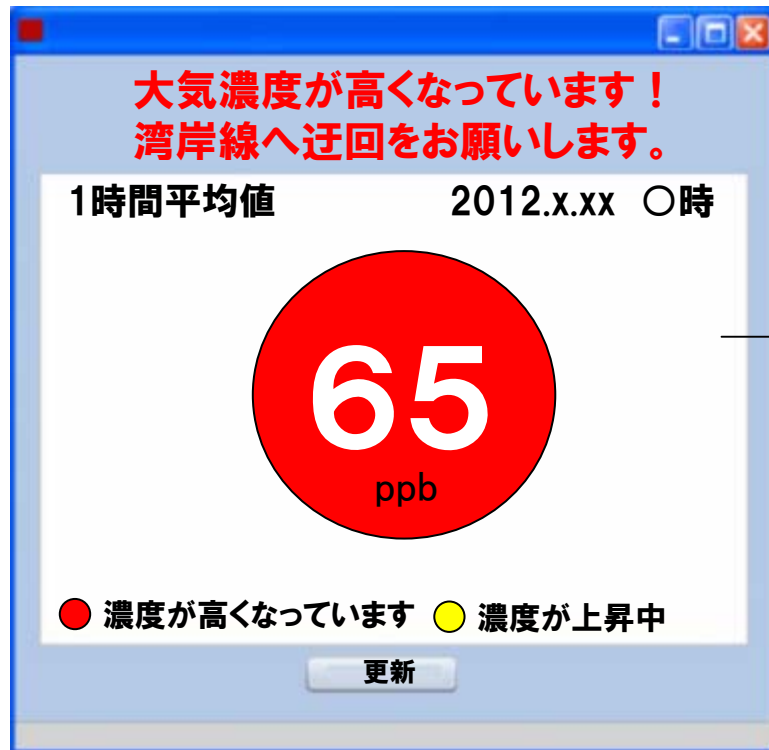 大気濃度が高くなっています！
湾岸線へ迂回をお願いします。
1時間平均値 2012.x.xx ○時
65
ppb
濃度が高くなっています 濃度が上昇中
更新